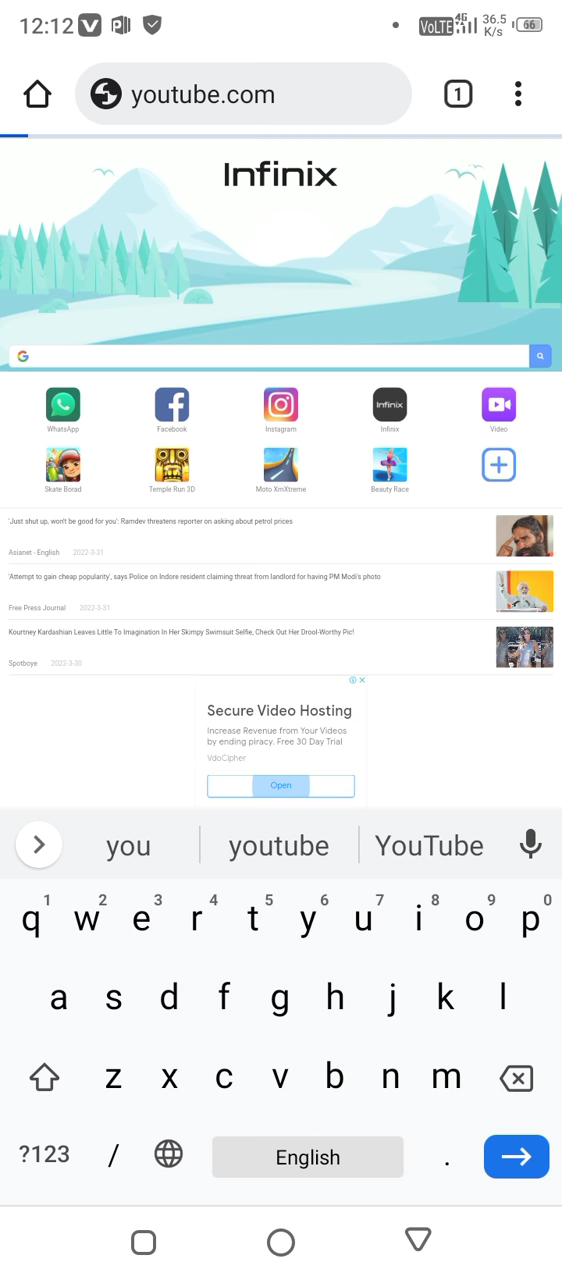 12:12
VoLTE 4G 36.5 K/s 66
youtube.com
1
Infinix
WhatsApp
Facebook
Instagram
Infinix
Infinix
Video
Skate Borad
Temple Run 3D
Moto XmXtreme
Beauty Race
'Just shut up, won't be good for you': Ramdev threatens reporter on asking about petrol prices
Asianet - English 2022-3-31
'Attempt to gain cheap popularity', says Police on Indore resident claiming threat from landlord for having PM Modi's photo
Free Press Journal 2022-3-31
Kourtney Kardashian Leaves Little To Imagination In Her Skimpy Swimsuit Selfie, Check Out Her Drool-Worthy Pic!
Spotboye 2022-3-30
Secure Video Hosting
Increase Revenue from Your Videos
by ending piracy. Free 30 Day Trial
VdoCipher
Open
you youtube YouTube
1 2 3 4 5 6 7 8 9 0
q w e r t y u i o p
a s d f g h j k l
z x c v b n m
?123 / English .